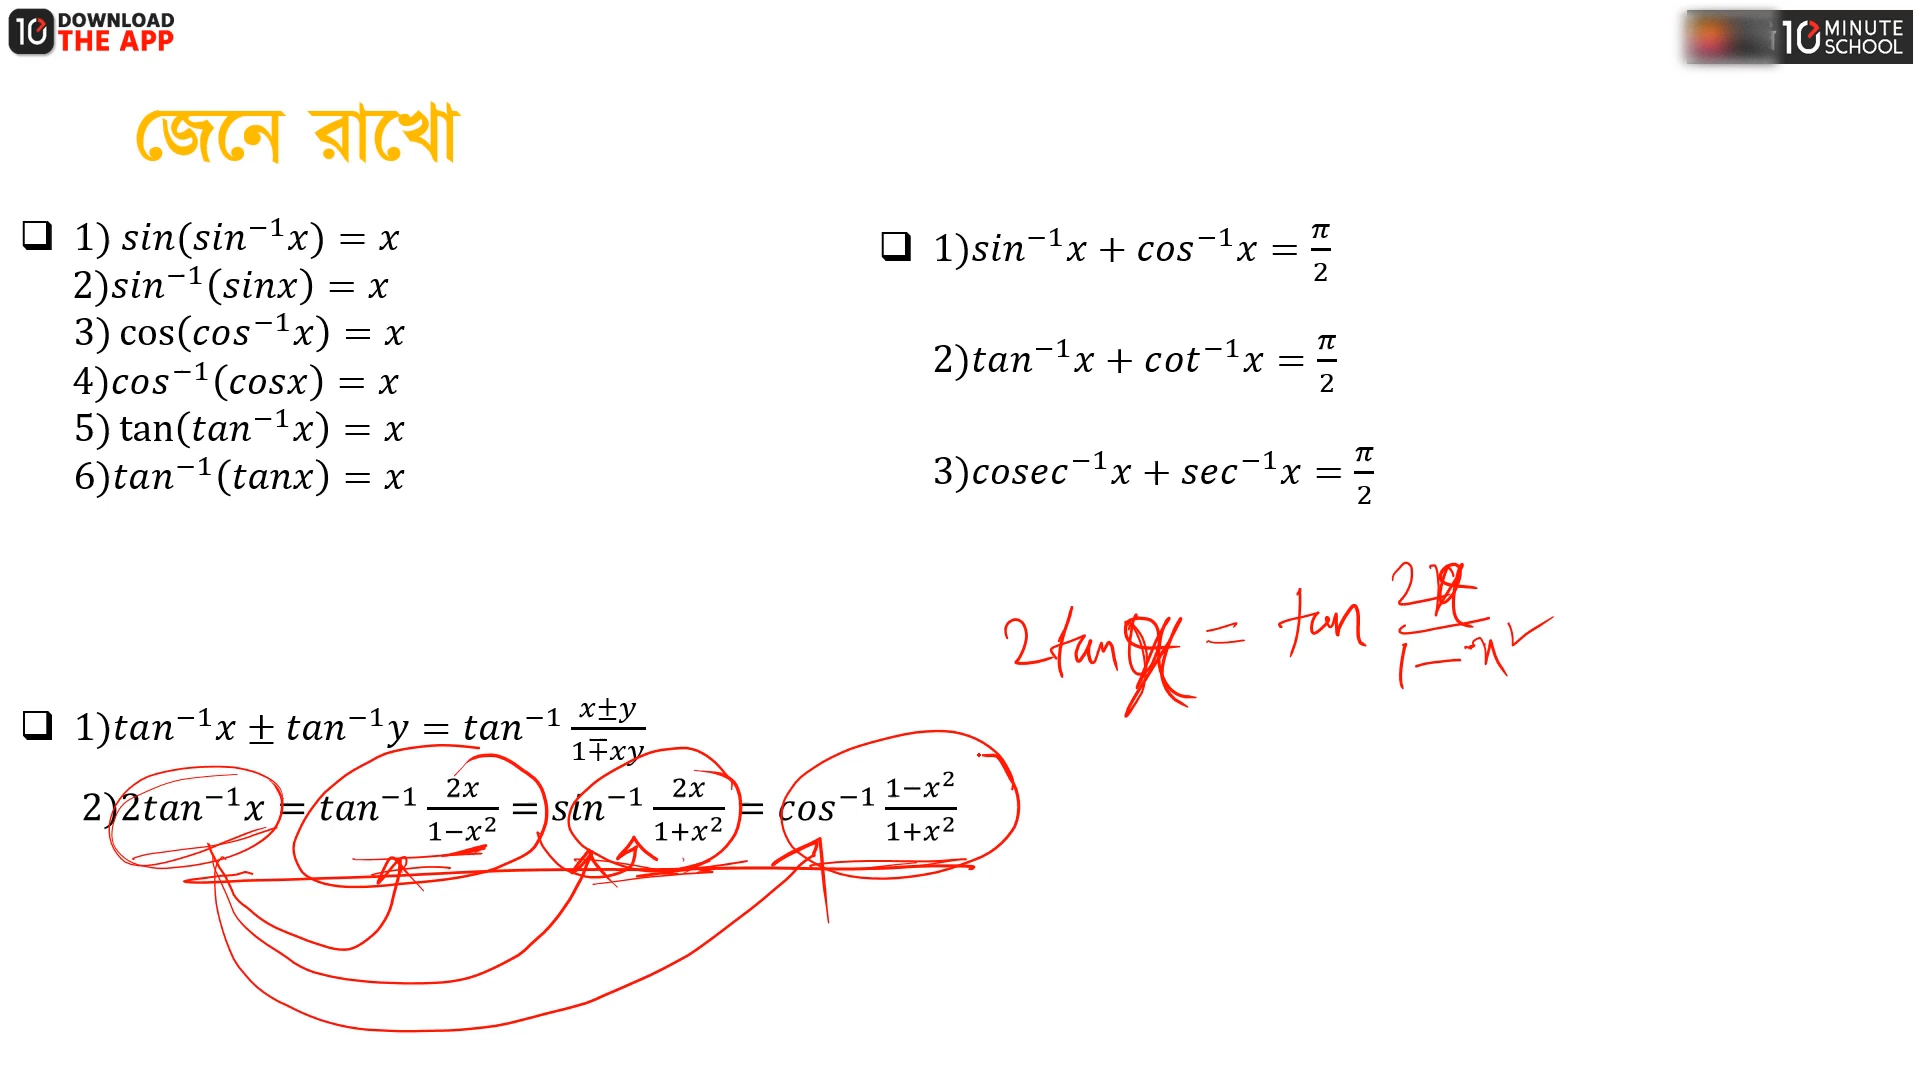 10 DOWNLOAD
THE APP
10 MINUTE
SCHOOL
জেনে রাখো
❑ 1) sin(sin⁻¹x) = x
2)sin⁻¹(sinx) = x
3) cos(cos⁻¹x) = x
4)cos⁻¹(cosx) = x
5) tan(tan⁻¹x) = x
6)tan⁻¹(tanx) = x
❑ 1)sin⁻¹x + cos⁻¹x = π/2
2)tan⁻¹x + cot⁻¹x = π/2
3)cosec⁻¹x + sec⁻¹x = π/2
2tan = tan 2x/1-x
❑ 1)tan⁻¹x ± tan⁻¹y = tan⁻¹ x±y/1∓xy
2)2tan⁻¹x = tan⁻¹ 2x/1−x² = sin⁻¹ 2x/1+x² = cos⁻¹ 1−x²/1+x²